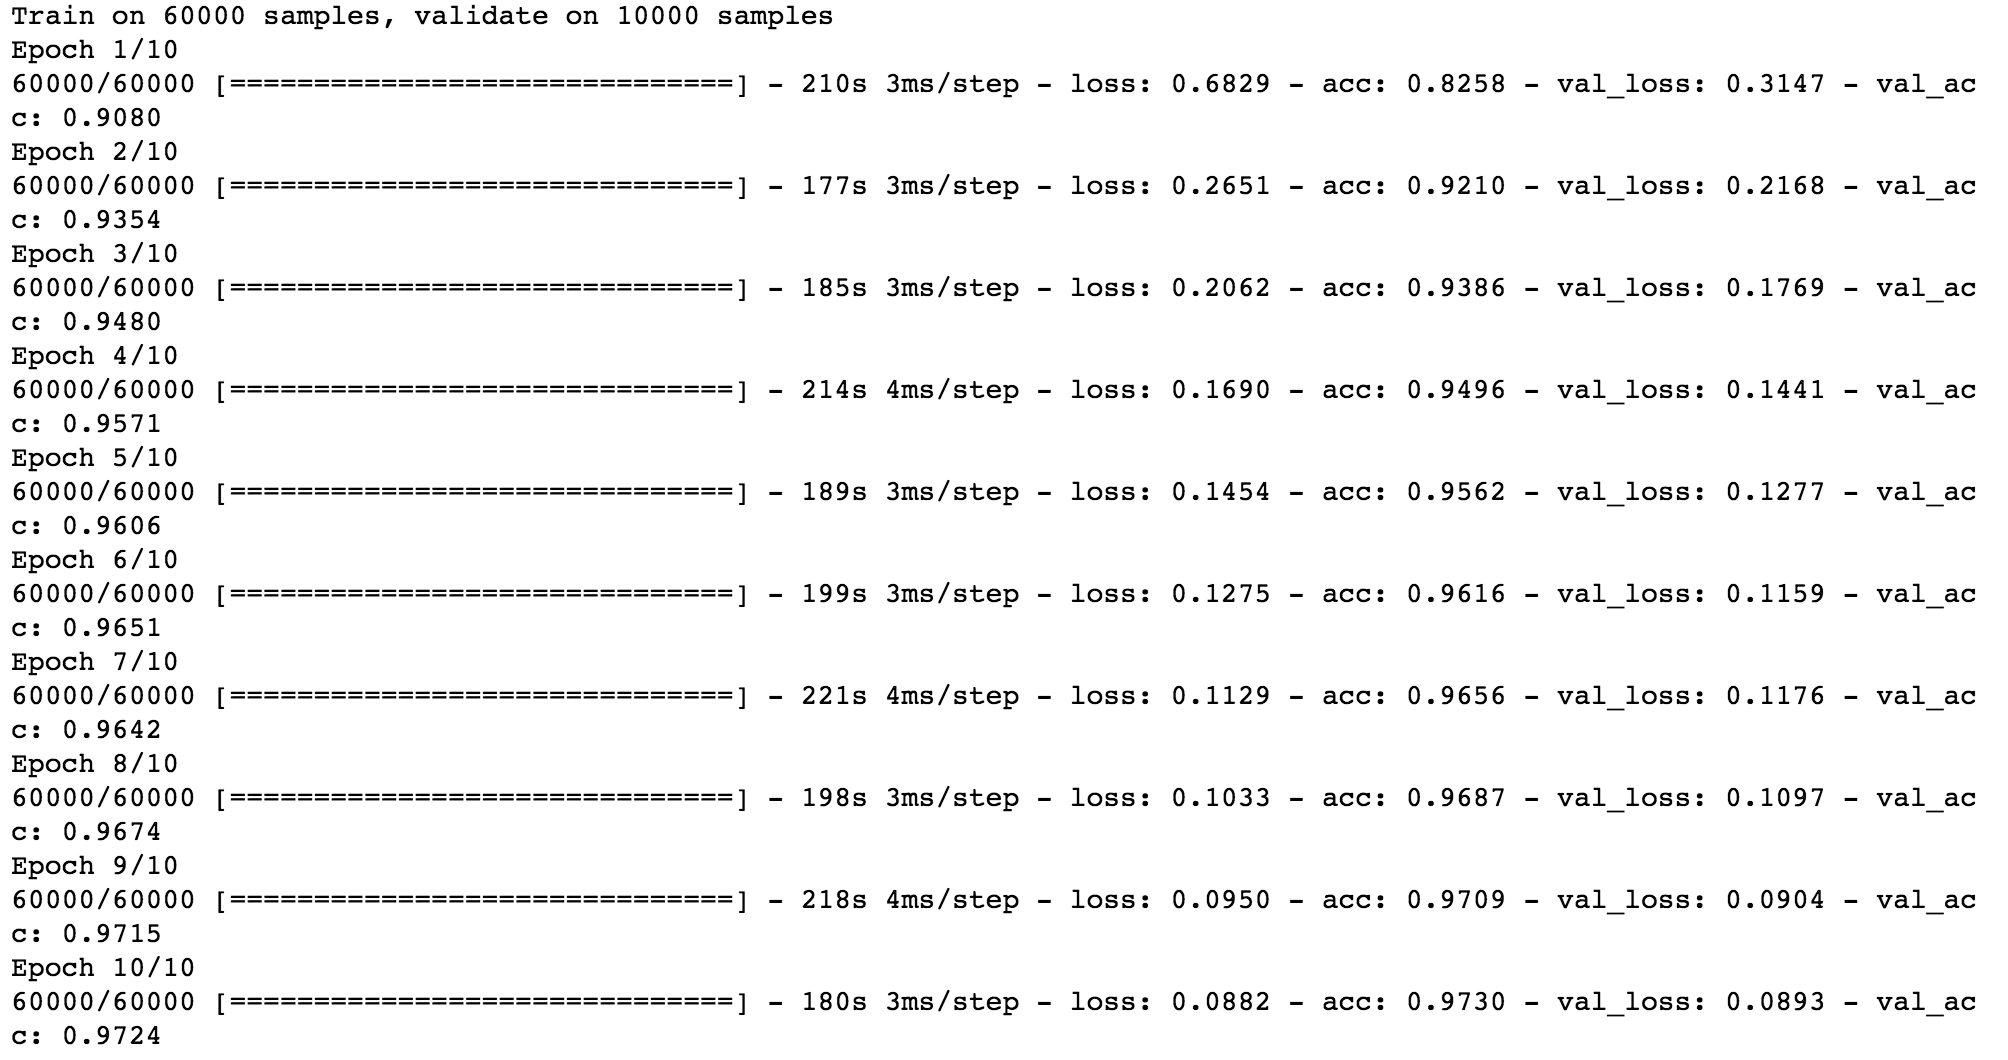 Train on 60000 samples, validate on 10000 samples
Epoch 1/10
60000/60000 [==============================] - 210s 3ms/step - loss: 0.6829 - acc: 0.8258 - val_loss: 0.3147 - val_ac
c: 0.9080
Epoch 2/10
60000/60000 [==============================] - 177s 3ms/step - loss: 0.2651 - acc: 0.9210 - val_loss: 0.2168 - val_ac
c: 0.9354
Epoch 3/10
60000/60000 [==============================] - 185s 3ms/step - loss: 0.2062 - acc: 0.9386 - val_loss: 0.1769 - val_ac
c: 0.9480
Epoch 4/10
60000/60000 [==============================] - 214s 4ms/step - loss: 0.1690 - acc: 0.9496 - val_loss: 0.1441 - val_ac
c: 0.9571
Epoch 5/10
60000/60000 [==============================] - 189s 3ms/step - loss: 0.1454 - acc: 0.9562 - val_loss: 0.1277 - val_ac
c: 0.9606
Epoch 6/10
60000/60000 [==============================] - 199s 3ms/step - loss: 0.1275 - acc: 0.9616 - val_loss: 0.1159 - val_ac
c: 0.9651
Epoch 7/10
60000/60000 [==============================] - 221s 4ms/step - loss: 0.1129 - acc: 0.9656 - val_loss: 0.1176 - val_ac
c: 0.9642
Epoch 8/10
60000/60000 [==============================] - 198s 3ms/step - loss: 0.1033 - acc: 0.9687 - val_loss: 0.1097 - val_ac
c: 0.9674
Epoch 9/10
60000/60000 [==============================] - 218s 4ms/step - loss: 0.0950 - acc: 0.9709 - val_loss: 0.0904 - val_ac
c: 0.9715
Epoch 10/10
60000/60000 [==============================] - 180s 3ms/step - loss: 0.0882 - acc: 0.9730 - val_loss: 0.0893 - val_ac
c: 0.9724